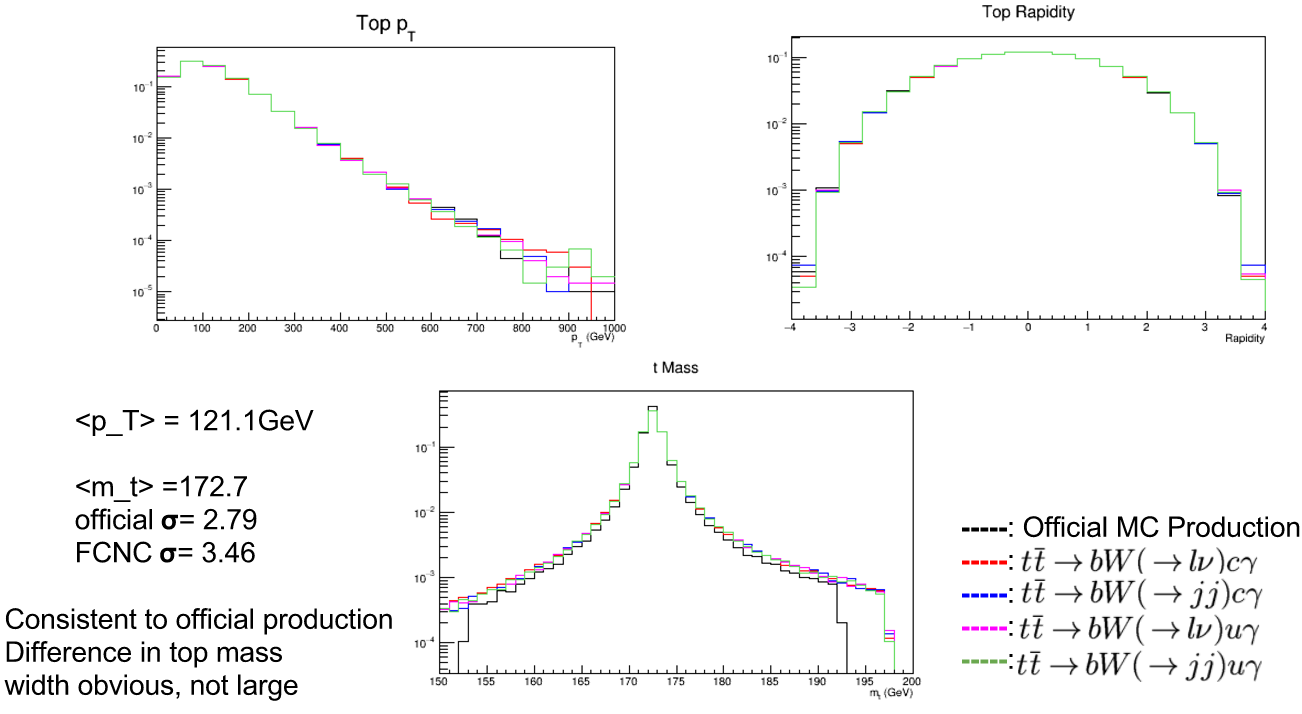 Top p_T
10⁻¹
10⁻²
10⁻³
10⁻⁴
10⁻⁵
0 100 200 300 400 500 600 700 800 900 1000
p_T (GeV)
Top Rapidity
10⁻¹
10⁻²
10⁻³
10⁻⁴
−4 −3 −2 −1 0 1 2 3 4
Rapidity
<p_T> = 121.1GeV
<m_t> =172.7
official σ= 2.79
FCNC σ= 3.46
Consistent to official production
Difference in top mass
width obvious, not large
t Mass
10⁻¹
10⁻²
10⁻³
10⁻⁴
150 155 160 165 170 175 180 185 190 195 200
m_t (GeV)
: Official MC Production
: tt̄ → bW(→ lν)cγ
: tt̄ → bW(→ jj)cγ
: tt̄ → bW(→ lν)uγ
: tt̄ → bW(→ jj)uγ